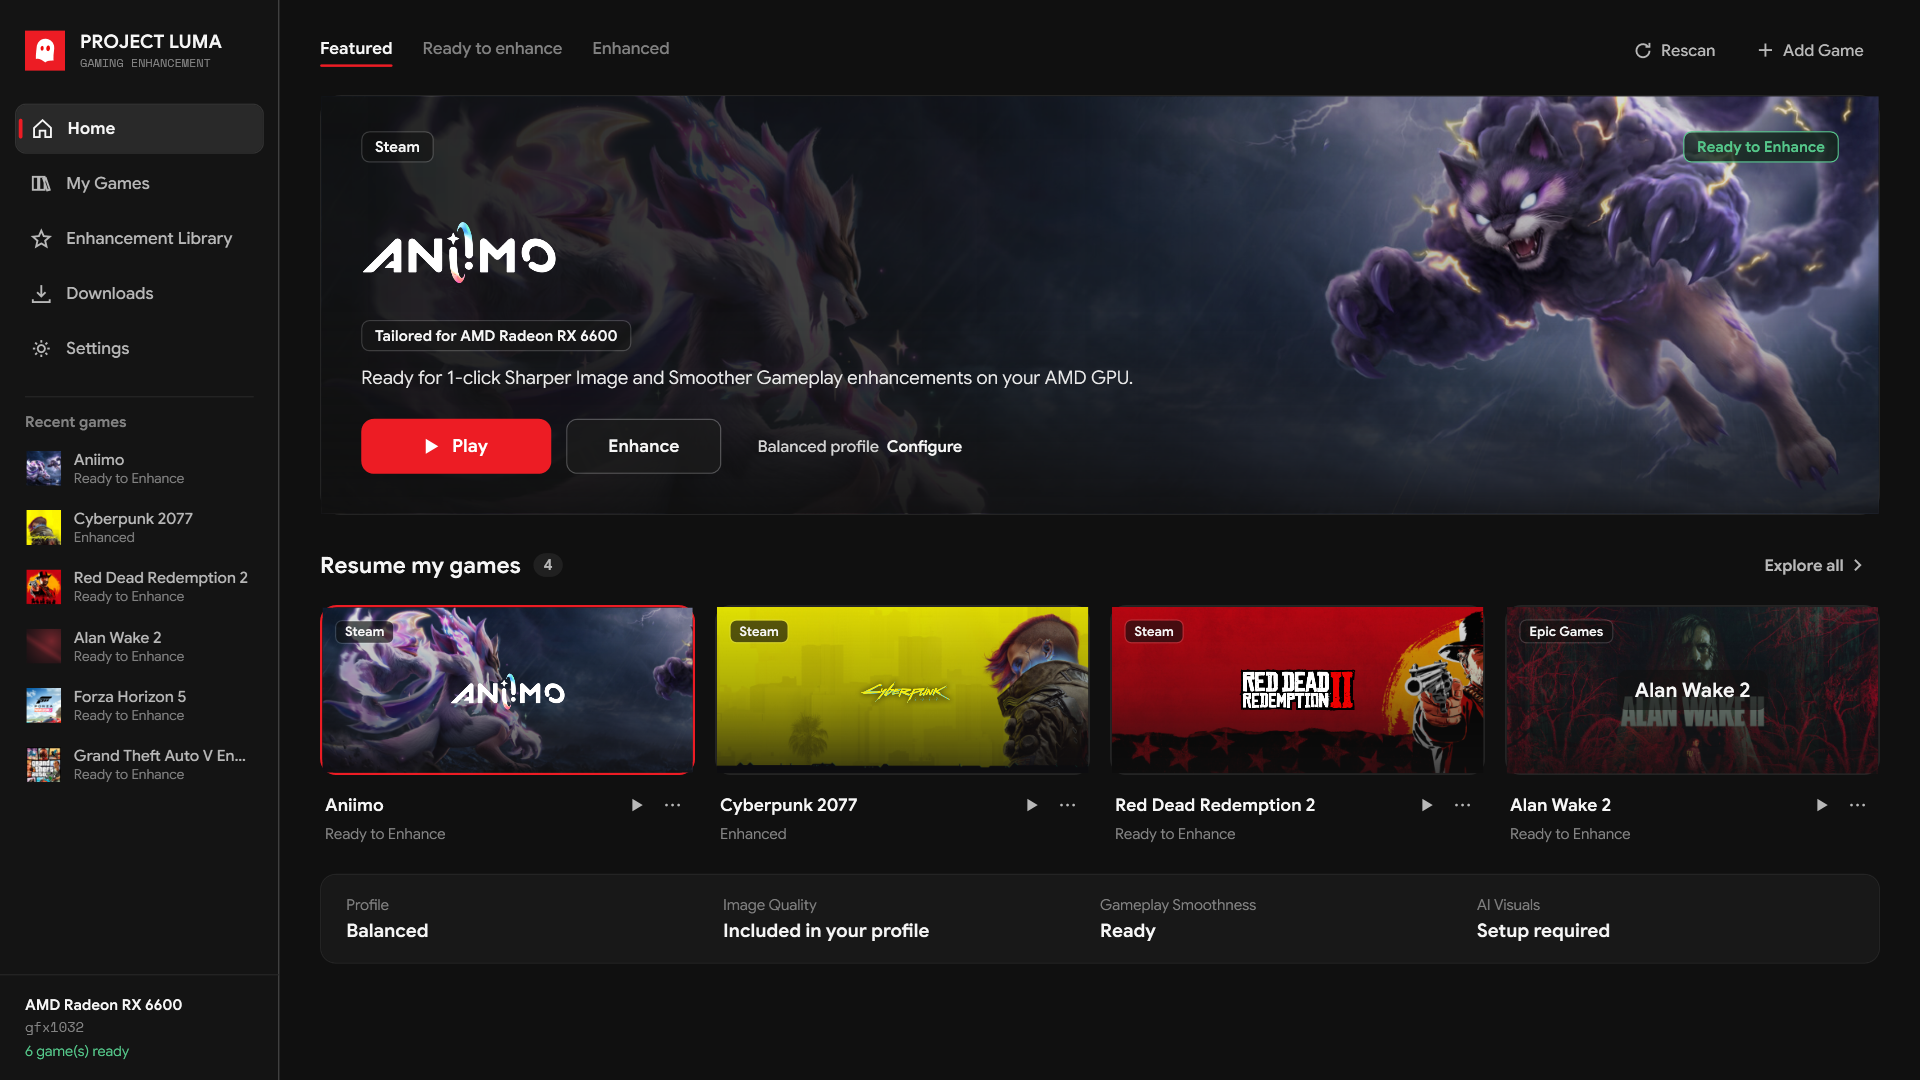 PROJECT LUMA
GAMING ENHANCEMENT
Home
My Games
Enhancement Library
Downloads
Settings
Recent games
Aniimo
Ready to Enhance
Cyberpunk 2077
Enhanced
Red Dead Redemption 2
Ready to Enhance
Alan Wake 2
Ready to Enhance
Forza Horizon 5
Ready to Enhance
Grand Theft Auto V En...
Ready to Enhance
AMD Radeon RX 6600
gfx1032
6 game(s) ready
Featured
Ready to enhance
Enhanced
Rescan
Add Game
Steam
Ready to Enhance
ANIIMO
Tailored for AMD Radeon RX 6600
Ready for 1-click Sharper Image and Smoother Gameplay enhancements on your AMD GPU.
Play
Enhance
Balanced profile Configure
Resume my games 4
Explore all
Steam
ANIIMO
Aniimo
Ready to Enhance
Steam
Cyberpunk
Cyberpunk 2077
Enhanced
Steam
RED DEAD
REDEMPTION II
Red Dead Redemption 2
Ready to Enhance
Epic Games
Alan Wake 2
ALAN WAKE II
Alan Wake 2
Ready to Enhance
Profile
Balanced
Image Quality
Included in your profile
Gameplay Smoothness
Ready
AI Visuals
Setup required